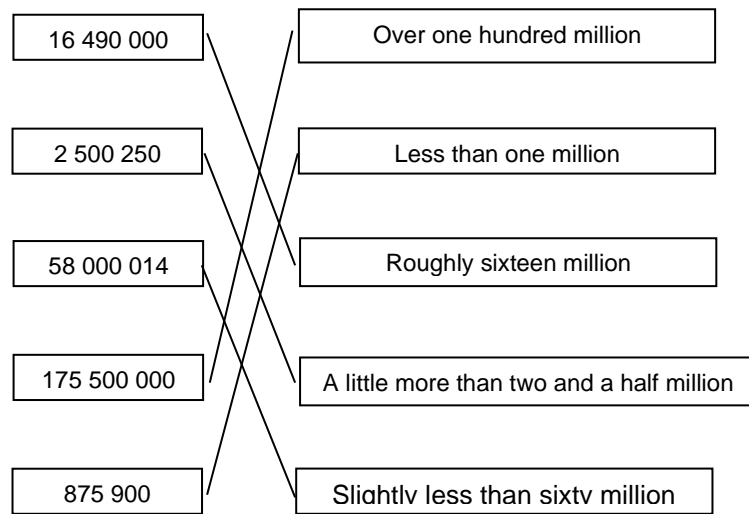 16 490 000 Over one hundred million
2 500 250 Less than one million
58 000 014 Roughly sixteen million
175 500 000 A little more than two and a half million
875 900 Slightly less than sixty million